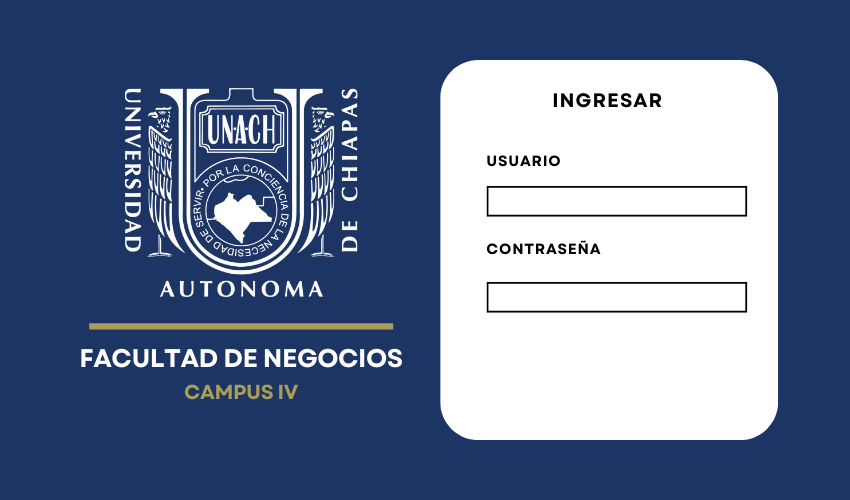 UNIVERSIDAD
UNACH
POR LA CONCIENCIA DE LA NECESIDAD DE SERVIR
DE CHIAPAS
AUTONOMA
FACULTAD DE NEGOCIOS
CAMPUS IV
INGRESAR
USUARIO
CONTRASEÑA